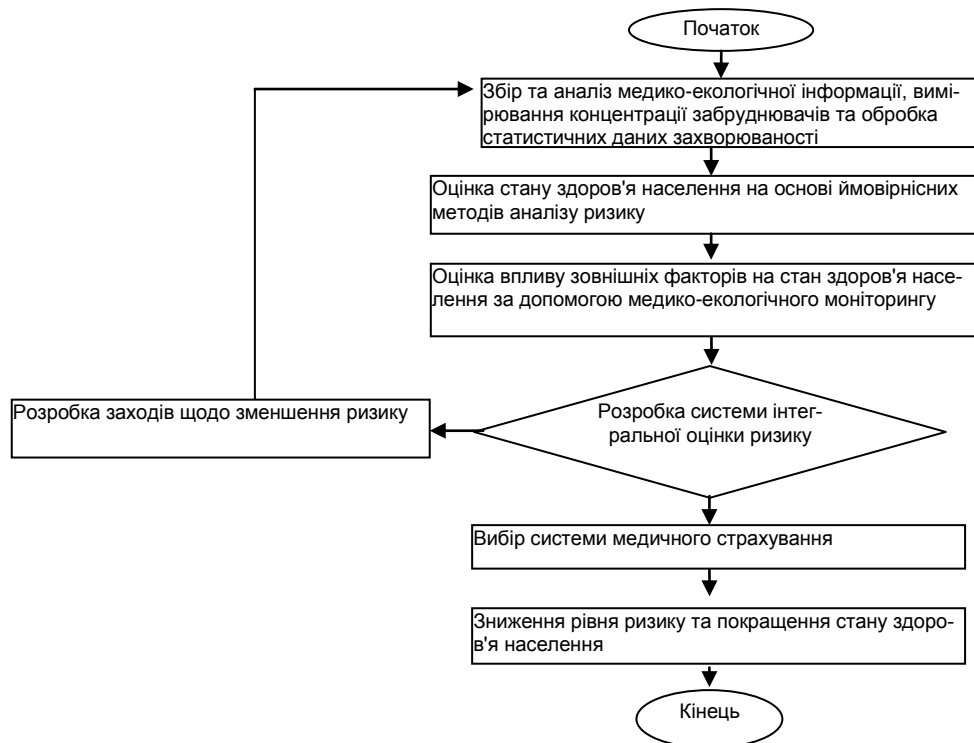 Початок
Збір та аналіз медико-екологічної інформації, вимі-
рювання концентрації забруднювачів та обробка
статистичних даних захворюваності
Оцінка стану здоров'я населення на основі ймовірнісних
методів аналізу ризику
Оцінка впливу зовнішніх факторів на стан здоров'я насе-
лення за допомогою медико-екологічного моніторингу
Розробка системи інтег-
ральної оцінки ризику
Розробка заходів щодо зменшення ризику
Вибір системи медичного страхування
Зниження рівня ризику та покращення стану здоро-
в'я населення
Кінець